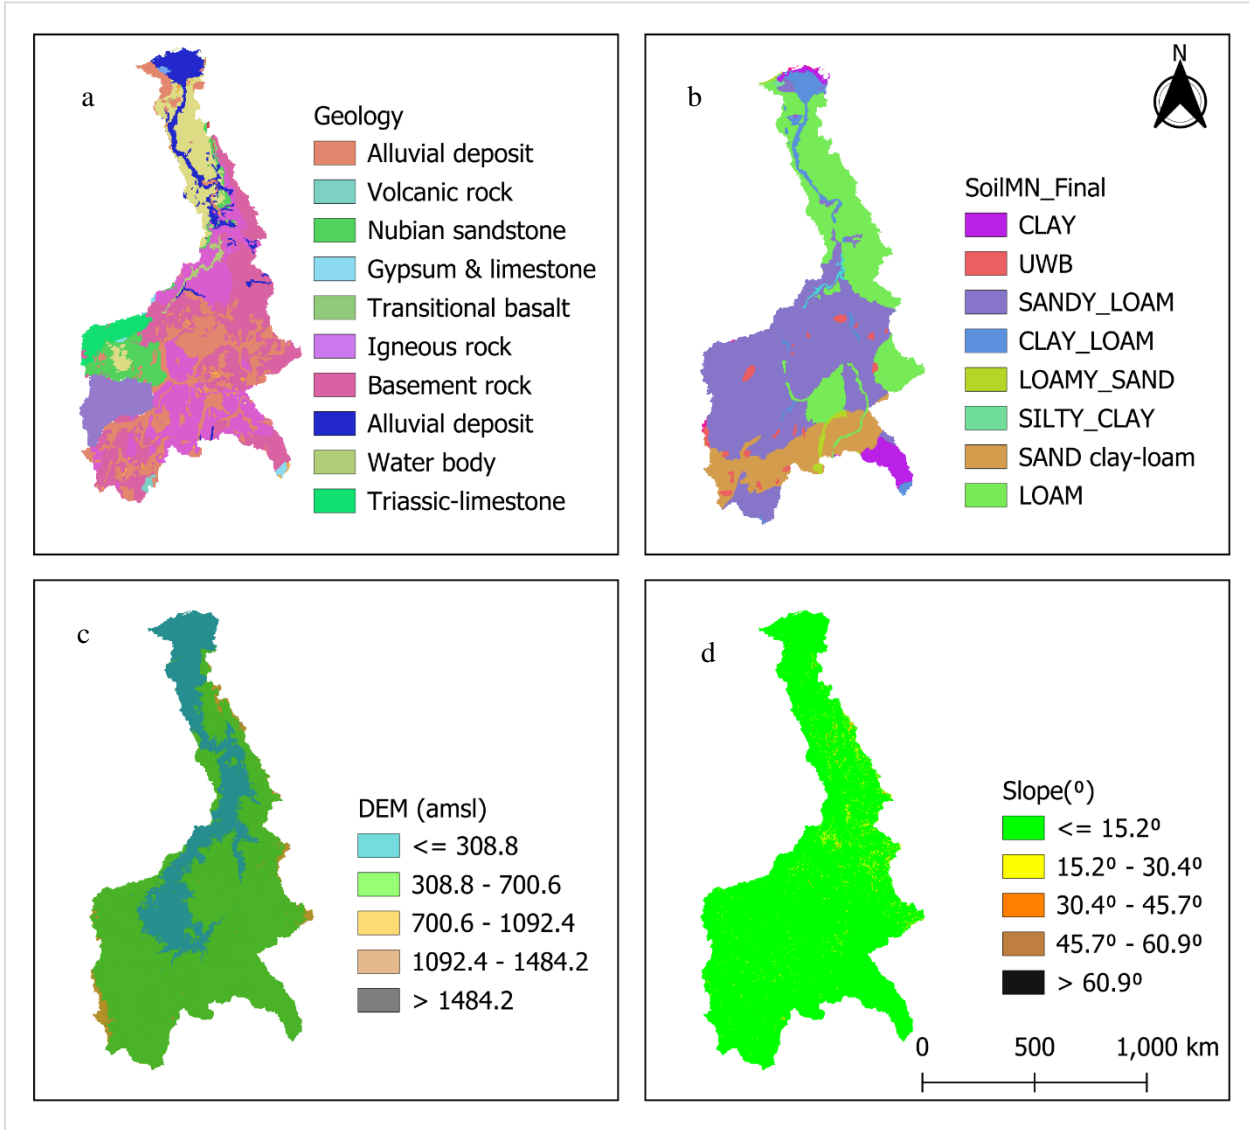 a
Geology
Alluvial deposit
Volcanic rock
Nubian sandstone
Gypsum & limestone
Transitional basalt
Igneous rock
Basement rock
Alluvial deposit
Water body
Triassic-limestone
b
N
SoilMN_Final
CLAY
UWB
SANDY_LOAM
CLAY_LOAM
LOAMY_SAND
SILTY_CLAY
SAND clay-loam
LOAM
c
DEM (amsl)
<= 308.8
308.8 - 700.6
700.6 - 1092.4
1092.4 - 1484.2
> 1484.2
d
Slope(⁰)
<= 15.2⁰
15.2⁰ - 30.4⁰
30.4⁰ - 45.7⁰
45.7⁰ - 60.9⁰
> 60.9⁰
0 500 1,000 km